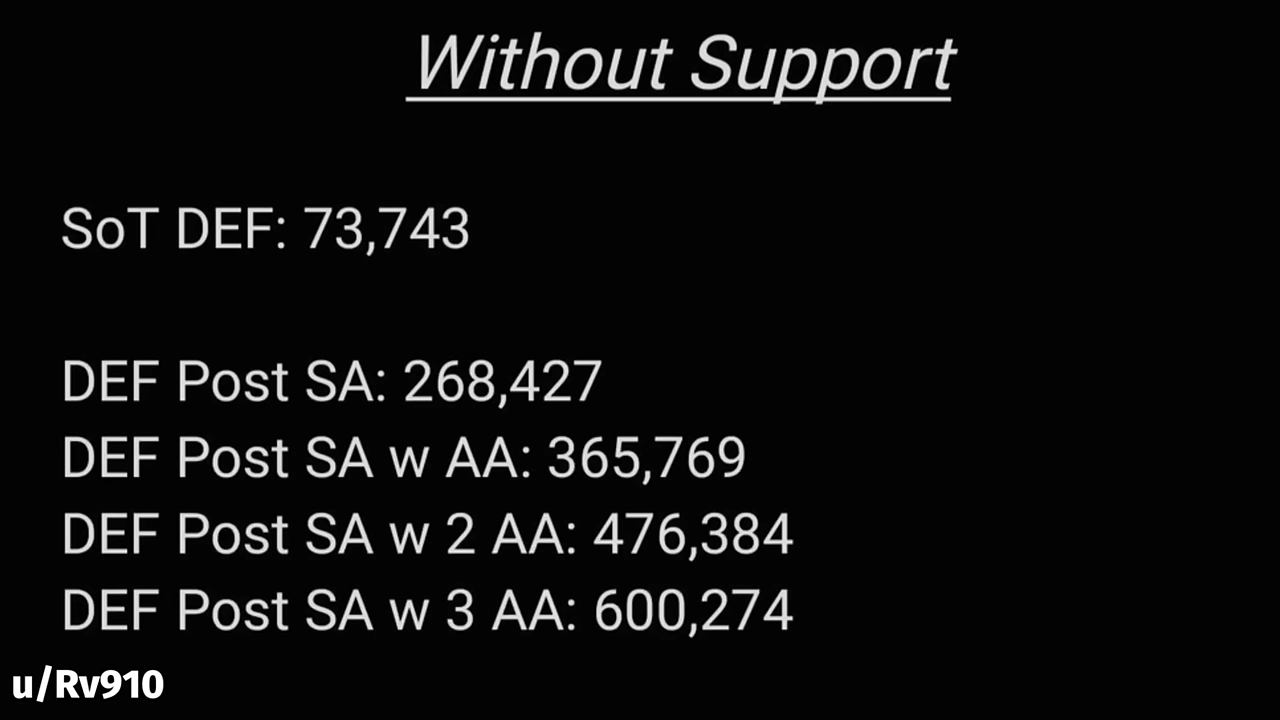 Without Support
SoT DEF: 73,743
DEF Post SA: 268,427
DEF Post SA w AA: 365,769
DEF Post SA w 2 AA: 476,384
DEF Post SA w 3 AA: 600,274
u/Rv910